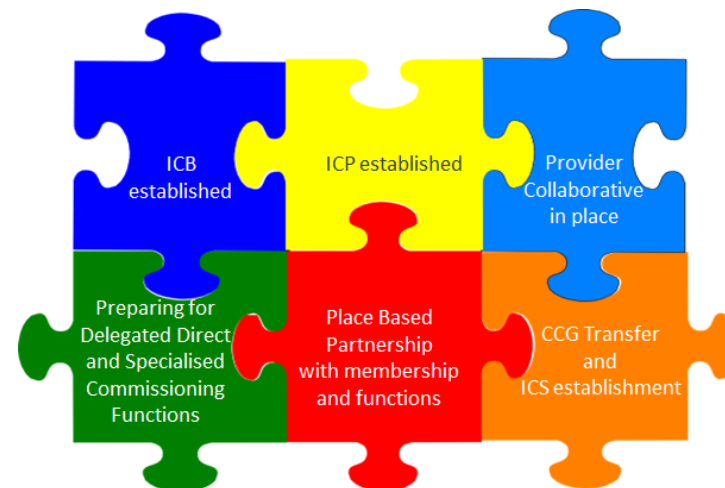 ICB
established
ICP established
Provider
Collaborative
in place
Preparing for
Delegated Direct
and Specialised
Commissioning
Functions
Place Based
Partnership
with membership
and functions
CCG Transfer
and
ICS establishment